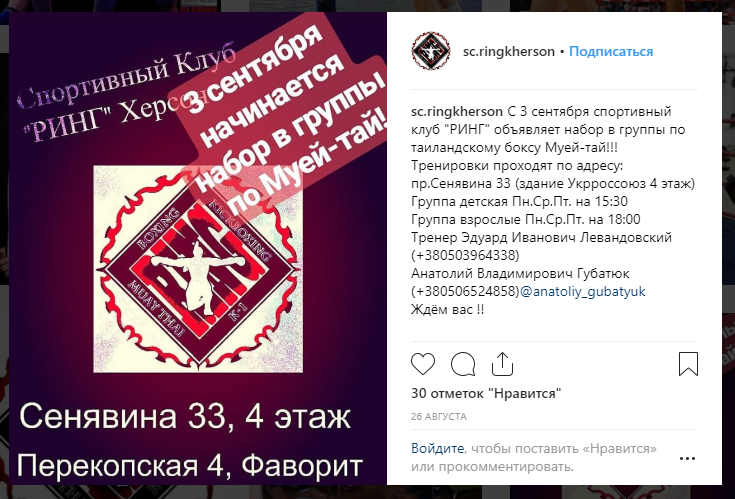 Спортивный Клуб
"РИНГ" Херсон
3 сентября
начинается
набор в группы
по Муей-тай!
BOXING
KICKBOXING
MUAY THAI
K-1
Сенявина 33, 4 этаж
Перекопская 4, Фаворит
sc.ringkherson • Подписаться
sc.ringkherson С 3 сентября спортивный
клуб "РИНГ" объявляет набор в группы по
таиландскому боксу Муей-тай!!!
Тренировки проходят по адресу:
пр.Сенявина 33 (здание Укрроссоюз 4 этаж)
Группа детская Пн.Ср.Пт. на 15:30
Группа взрослые Пн.Ср.Пт. на 18:00
Тренер Эдуард Иванович Левандовский
(+380503964338)
Анатолий Владимирович Губатюк
(+380506524858)@anatoliy_gubatyuk
Ждём вас !!
30 отметок "Нравится"
26 АВГУСТА
Войдите, чтобы поставить «Нравится»
или прокомментировать.